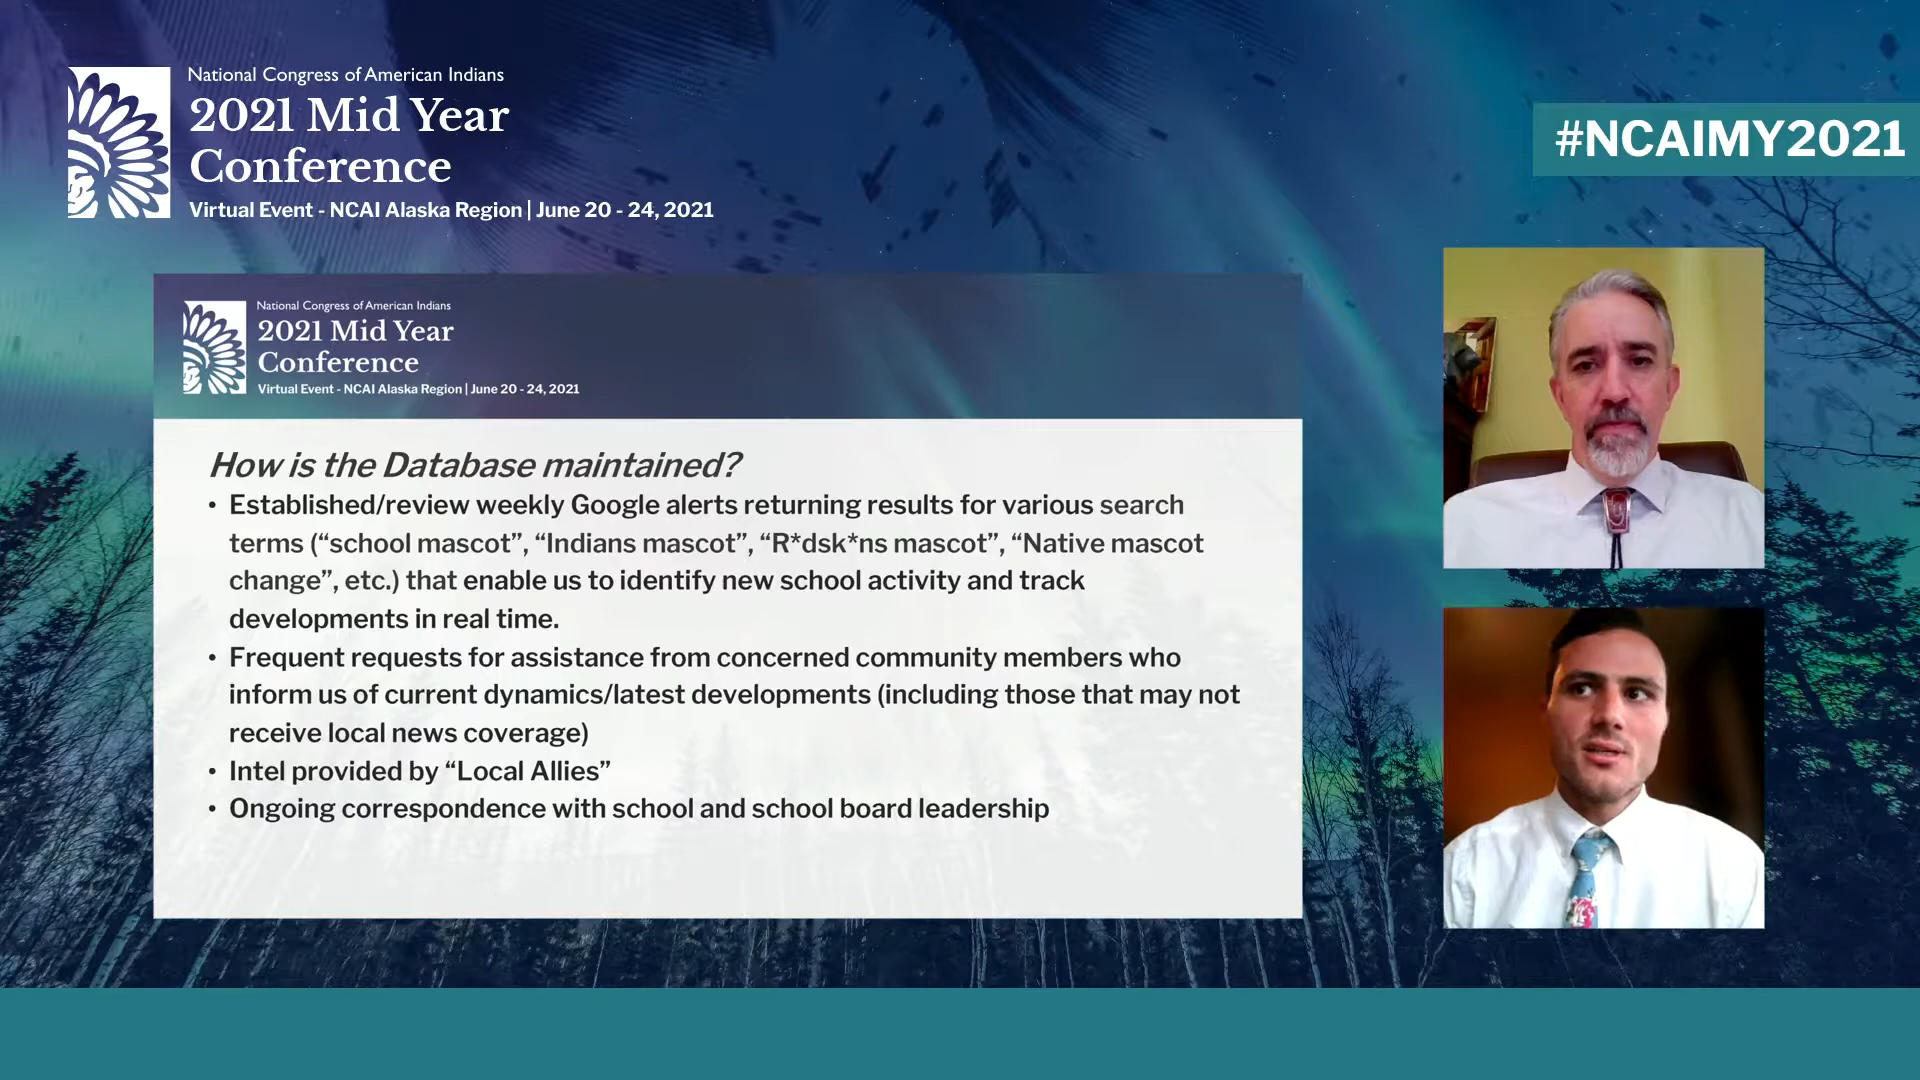 National Congress of American Indians
2021 Mid Year
Conference
Virtual Event - NCAI Alaska Region | June 20 - 24, 2021
#NCAIMY2021
National Congress of American Indians
2021 Mid Year
Conference
Virtual Event - NCAI Alaska Region | June 20 - 24, 2021
How is the Database maintained?
• Established/review weekly Google alerts returning results for various search
terms (“school mascot”, “Indians mascot”, “R*dsk*ns mascot”, “Native mascot
change”, etc.) that enable us to identify new school activity and track
developments in real time.
• Frequent requests for assistance from concerned community members who
inform us of current dynamics/latest developments (including those that may not
receive local news coverage)
• Intel provided by “Local Allies”
• Ongoing correspondence with school and school board leadership